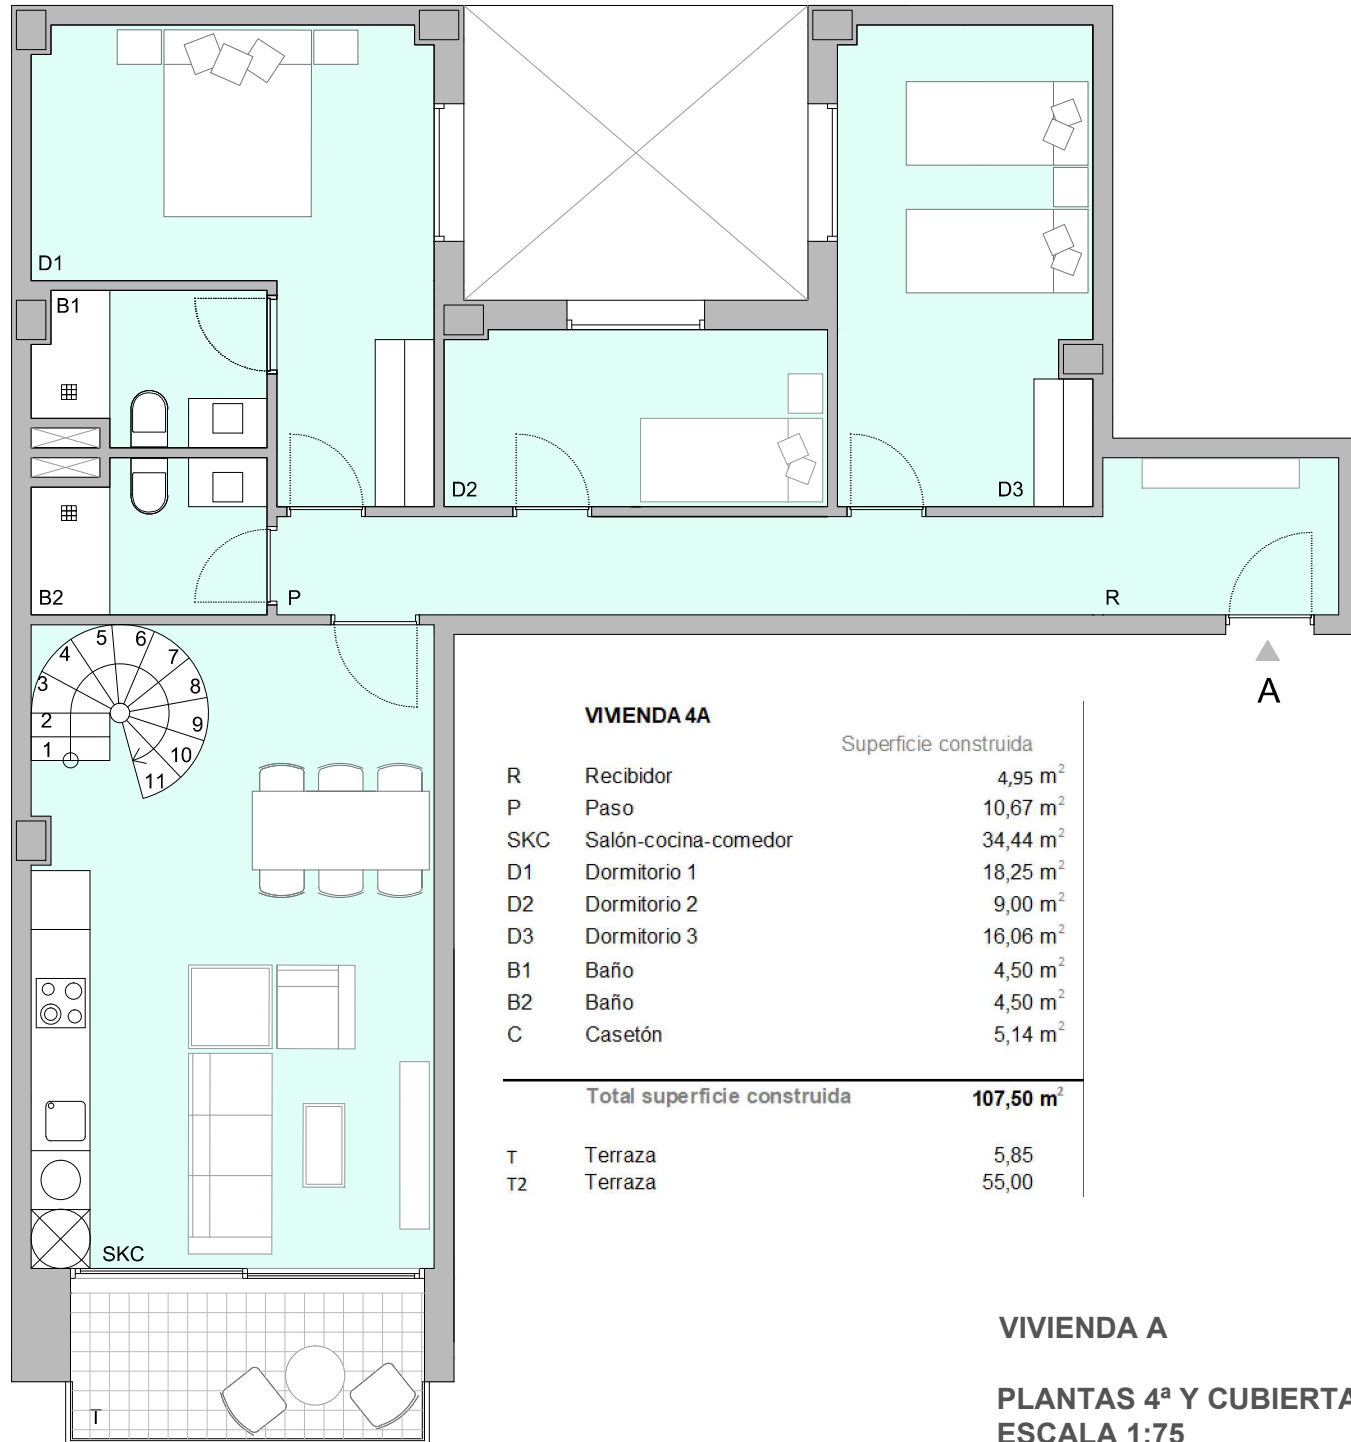 D1
B1
D2
D3
B2
P
R
A
5
6
4
7
3
8
2
9
1
10
11
VIVIENDA 4A
Superficie construida
R Recibidor 4,95 m²
P Paso 10,67 m²
SKC Salón-cocina-comedor 34,44 m²
D1 Dormitorio 1 18,25 m²
D2 Dormitorio 2 9,00 m²
D3 Dormitorio 3 16,06 m²
B1 Baño 4,50 m²
B2 Baño 4,50 m²
C Casetón 5,14 m²
Total superficie construida 107,50 m²
T Terraza 5,85
T2 Terraza 55,00
SKC
T
VIVIENDA A
PLANTAS 4ª Y CUBIERTA
ESCALA 1:75